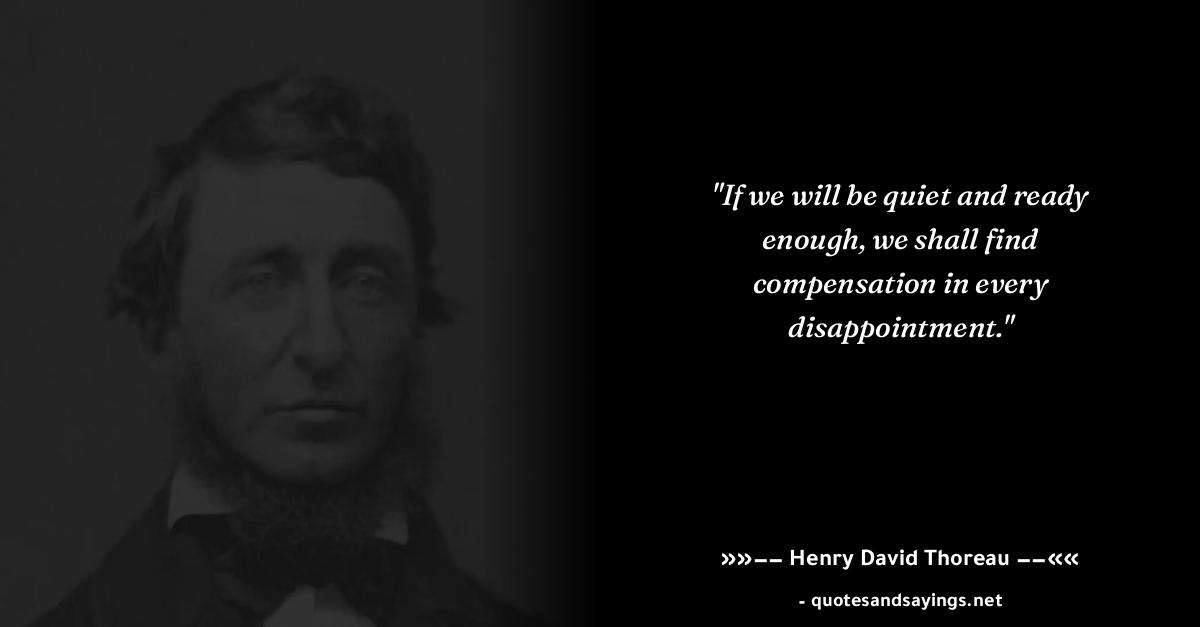 "If we will be quiet and ready
enough, we shall find
compensation in every
disappointment."
»»−− Henry David Thoreau −−««
- quotesandsayings.net